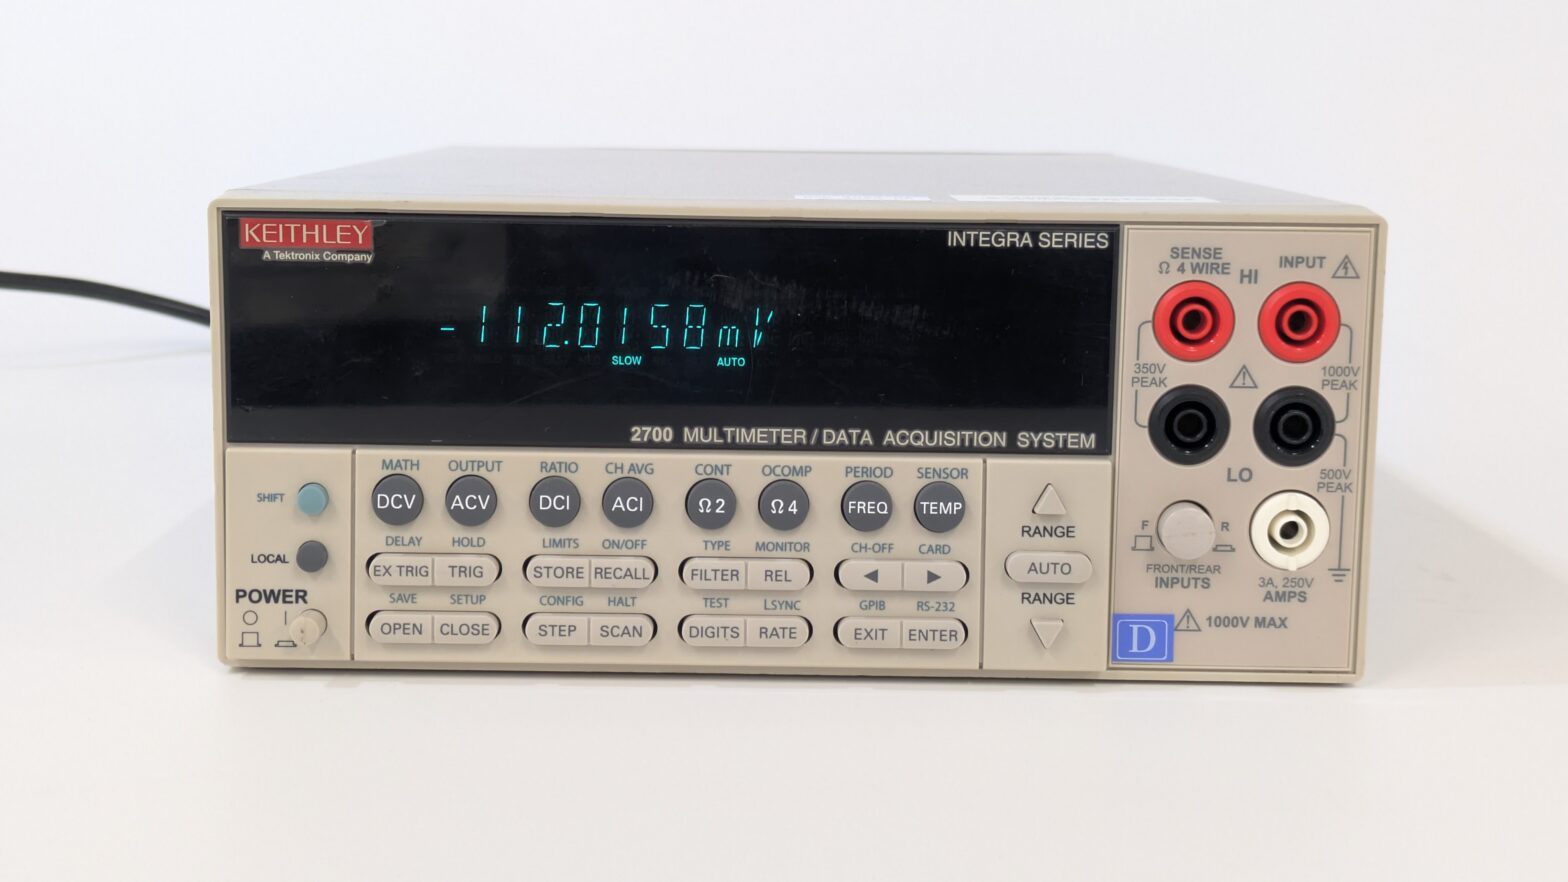 KEITHLEY
A Tektronix Company
INTEGRA SERIES
-112.0158mV
SLOW AUTO
2700 MULTIMETER/DATA ACQUISITION SYSTEM
SENSE
Ω 4 WIRE
HI
INPUT
350V
PEAK
1000V
PEAK
LO
500V
PEAK
F
R
FRONT/REAR
INPUTS
3A, 250V
AMPS
D
1000V MAX
SHIFT
LOCAL
POWER
MATH OUTPUT RATIO CH AVG CONT OCOMP PERIOD SENSOR
DCV ACV DCI ACI Ω2 Ω4 FREQ TEMP
DELAY HOLD LIMITS ON/OFF TYPE MONITOR CH-OFF CARD
EX TRIG TRIG STORE RECALL FILTER REL
SAVE SETUP CONFIG HALT TEST LSYNC GPIB RS-232
OPEN CLOSE STEP SCAN DIGITS RATE EXIT ENTER
RANGE
AUTO
RANGE